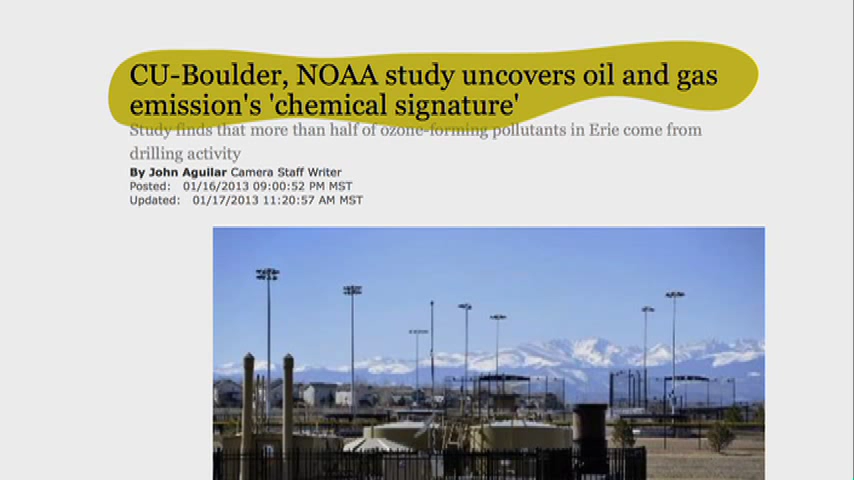 CU-Boulder, NOAA study uncovers oil and gas
emission's 'chemical signature'
Study finds that more than half of ozone-forming pollutants in Erie come from
drilling activity
By John Aguilar Camera Staff Writer
Posted: 01/16/2013 09:00:52 PM MST
Updated: 01/17/2013 11:20:57 AM MST